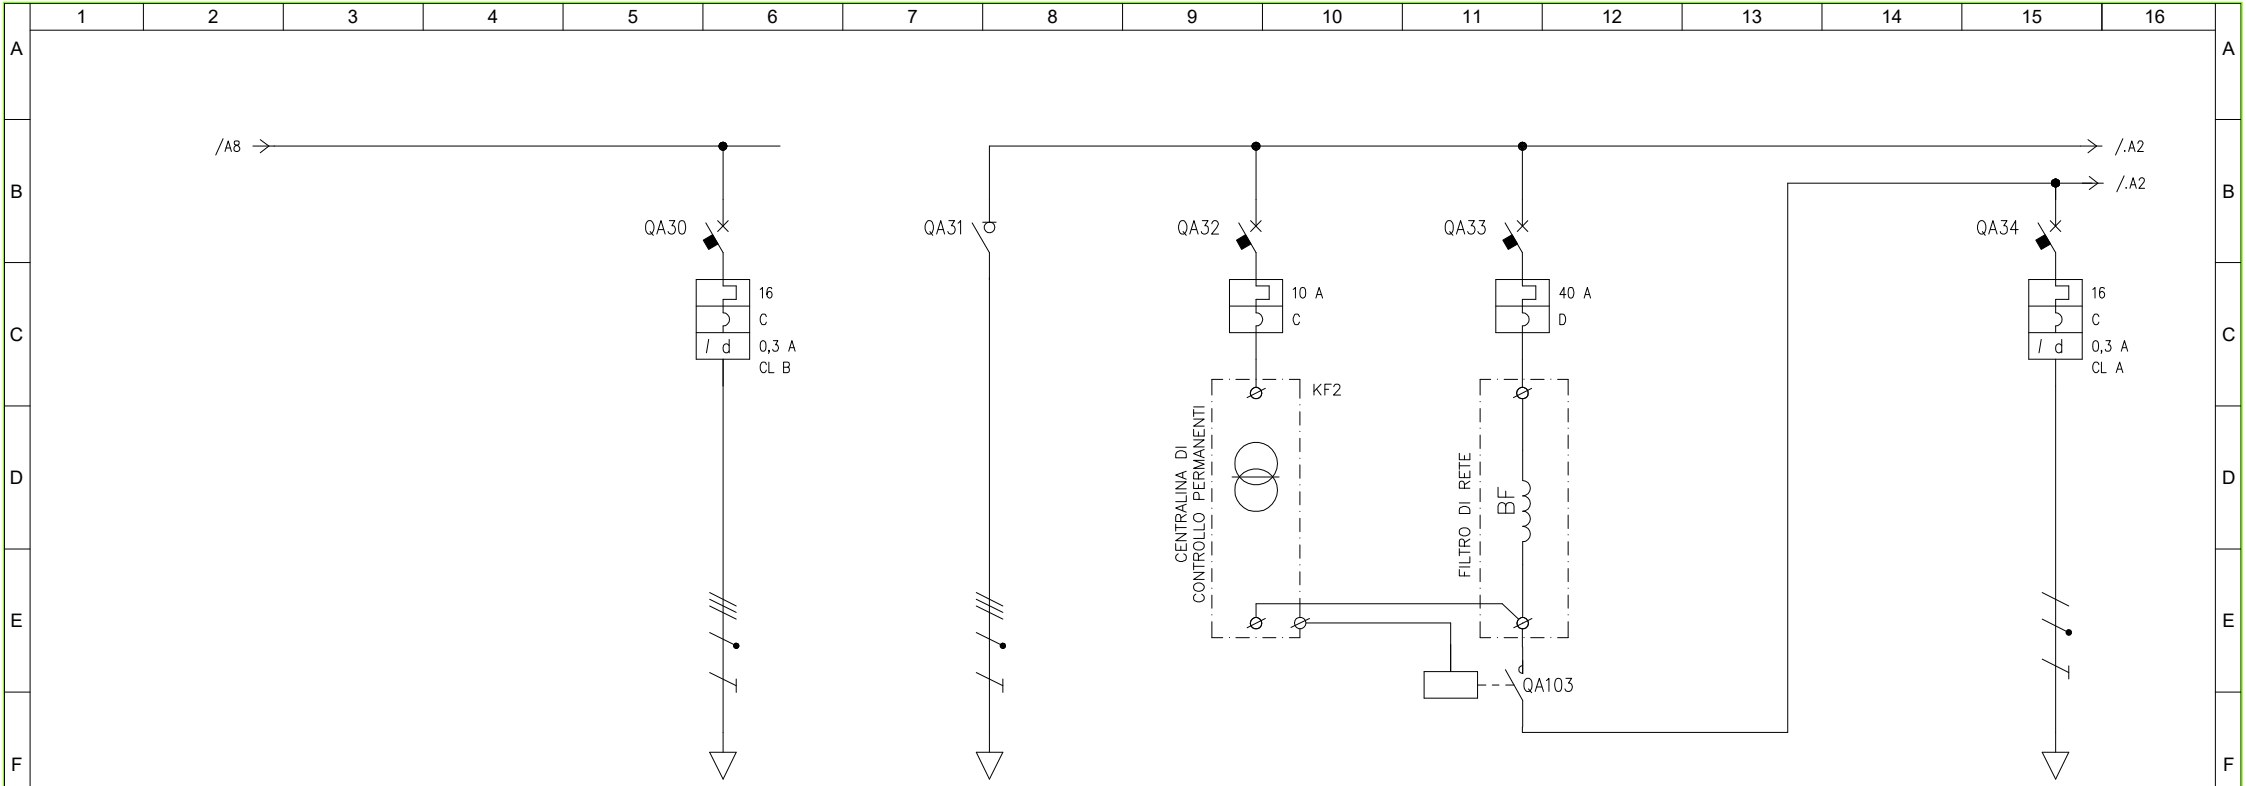 1 2 3 4 5 6 7 8 9 10 11 12 13 14 15 16
A A
/A8 /.A2
B /.A2 B
QA30 QA31 QA32 QA33 QA34
16 10 A 40 A 16
C C D C
C C
I d 0,3 A I d 0,3 A
CL B CL A
KF2
CENTRALINA DI
CONTROLLO PERMANENTI
FILTRO DI RETE
BF
D D
E E
QA103
F F